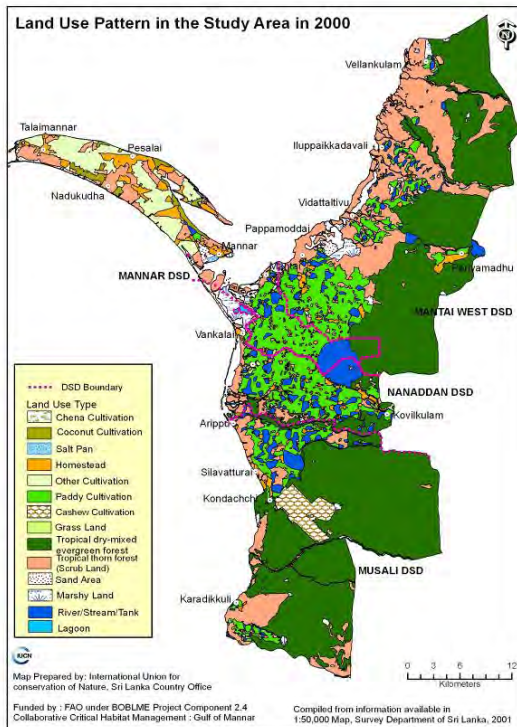 Land Use Pattern in the Study Area in 2000
N
Vellankulam
Talaimannar
Pesalai
Iluppaikkadavali
Nadukudha
Vidattaltivu
Pappamoddai
Mannar
MANNAR DSD
Periyamadhu
MANTAI WEST DSD
Vankalai
NANADDAN DSD
Arippu
Kovilkulam
Silavatturai
Kondachchi
MUSALI DSD
Karadikkuli
DSD Boundary
Land Use Type
Chena Cultivation
Coconut Cultivation
Salt Pan
Homestead
Other Cultivation
Paddy Cultivation
Cashew Cultivation
Grass Land
Tropical dry-mixed
evergreen forest
Tropical thorn forest
(Scrub Land)
Sand Area
Marshy Land
River/Stream/Tank
Lagoon
IUCN
Map Prepared by: International Union for
conservation of Nature, Sri Lanka Country Office
Funded by : FAO under BOBLME Project Component 2.4
Collaborative Critical Habitat Management : Gulf of Mannar
0 3 6 12
Kilometers
Compiled from information available in
1:50,000 Map, Survey Department of Sri Lanka, 2001